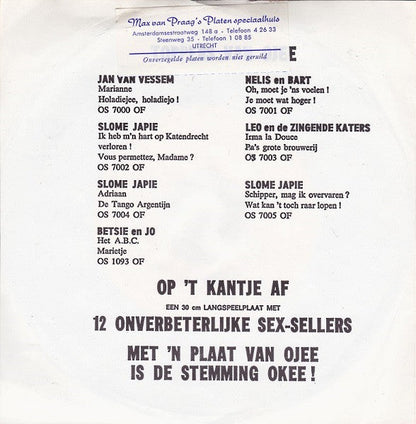 Max van Praag's Platen speciaalhuis
Amsterdamsestraatweg 148 a - Telefoon 4 26 33
Steenweg 35 - Telefoon 1 08 85
UTRECHT
Onverzegelde platen worden niet geruild
E
JAN VAN VESSEM
Marianne
Holadiejee, holadiejo !
OS 7000 OF
SLOME JAPIE
Ik heb m'n hart op Katendrecht
verloren !
Vous permettez, Madame ?
OS 7002 OF
SLOME JAPIE
Adriaan
De Tango Argentijn
OS 7004 OF
BETSIE en JO
Het A.B.C.
Marietje
OS 1093 OF
NELIS en BART
Oh, moet je 'ns voelen !
Je moet wat hoger !
OS 7001 OF
LEO en de ZINGENDE KATERS
Irma la Douce
Pa's grote brouwerij
OS 7003 OF
SLOME JAPIE
Schipper, mag ik overvaren ?
Wat kan 't toch raar lopen !
OS 7005 OF
OP 'T KANTJE AF
EEN 30 cm LANGSPEELPLAAT MET
12 ONVERBETERLIJKE SEX-SELLERS
MET 'N PLAAT VAN OJEE
IS DE STEMMING OKEE !